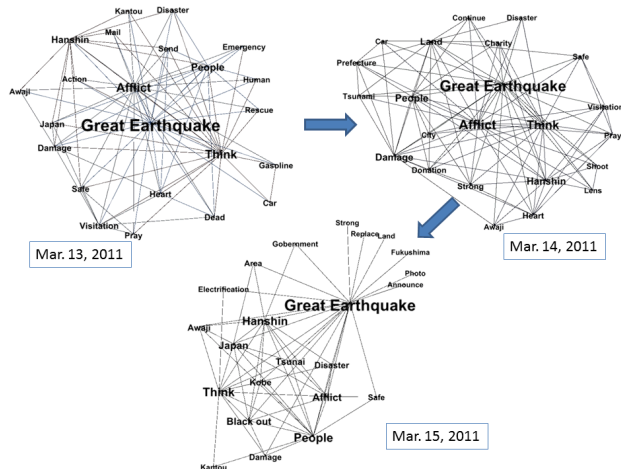 Kantou
Disaster
Mail
Hanshin
Send
Emergency
People
Action
Afflict
Human
Awaji
Rescue
Japan
Great Earthquake
Damage
Think
Gasoline
Safe
Heart
Car
Dead
Visitation
Pray
Mar. 13, 2011
Continue
Disaster
Car
Land
Charity
Safe
Prefecture
Great Earthquake
Tsunami
People
Visitation
Afflict
Think
City
Pray
Damage
Donation
Shoot
Strong
Hanshin
Lens
Heart
Awaji
Mar. 14, 2011
Strong
Replace
Land
Goberment
Fukushima
Area
Photo
Announce
Electrification
Great Earthquake
Hanshin
Awaji
Japan
Tsunai
Disaster
Kobe
Think
Afflict
Safe
Black out
People
Damage
Kantou
Mar. 15, 2011